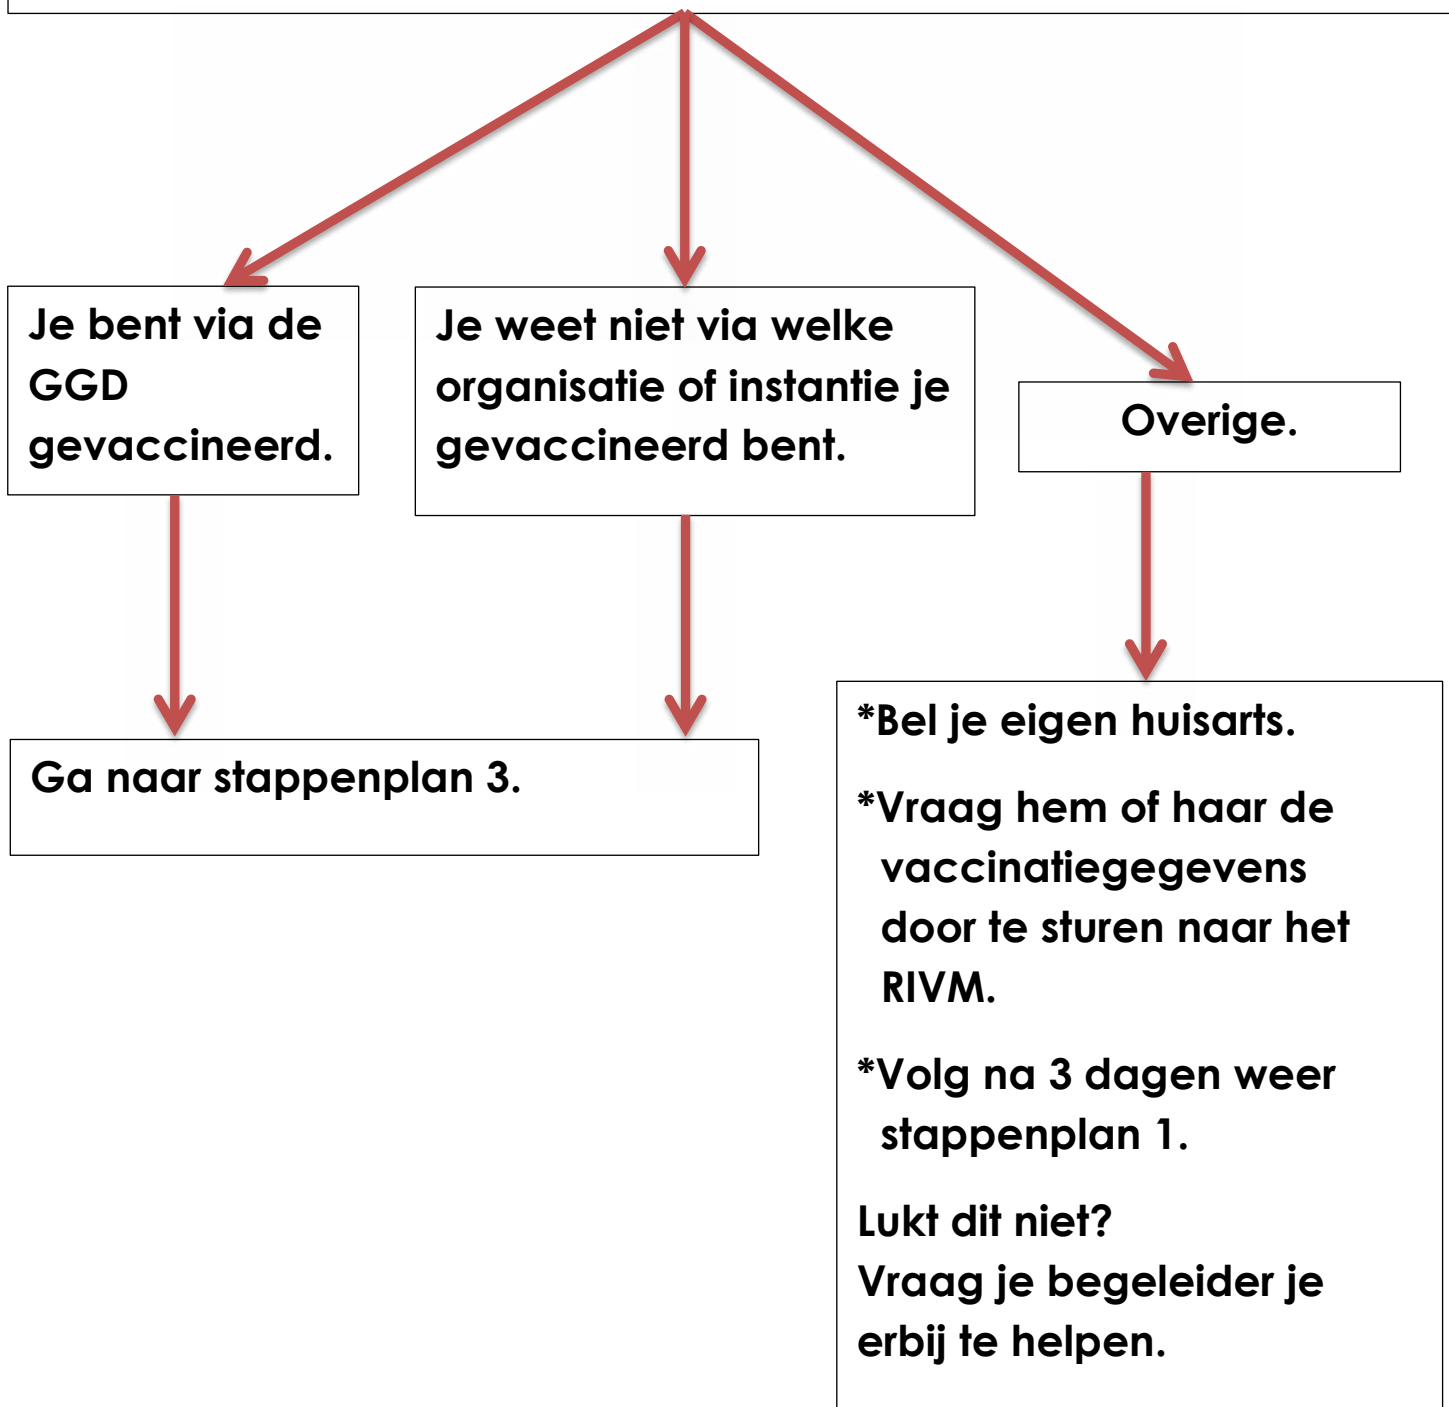 Je bent via de
GGD
gevaccineerd.
Je weet niet via welke
organisatie of instantie je
gevaccineerd bent.
Overige.
Ga naar stappenplan 3.
*Bel je eigen huisarts.
*Vraag hem of haar de
vaccinatiegegevens
door te sturen naar het
RIVM.
*Volg na 3 dagen weer
stappenplan 1.
Lukt dit niet?
Vraag je begeleider je
erbij te helpen.